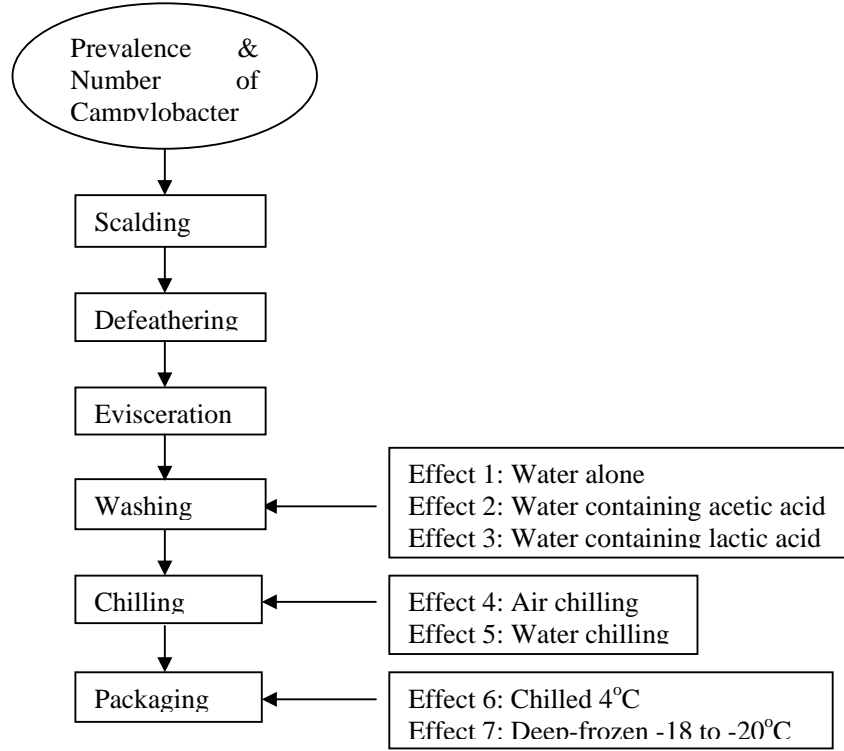 Prevalence &
Number of
Campylobacter
Scalding
Defeathering
Evisceration
Washing
Effect 1: Water alone
Effect 2: Water containing acetic acid
Effect 3: Water containing lactic acid
Chilling
Effect 4: Air chilling
Effect 5: Water chilling
Packaging
Effect 6: Chilled 4°C
Effect 7: Deep-frozen -18 to -20°C